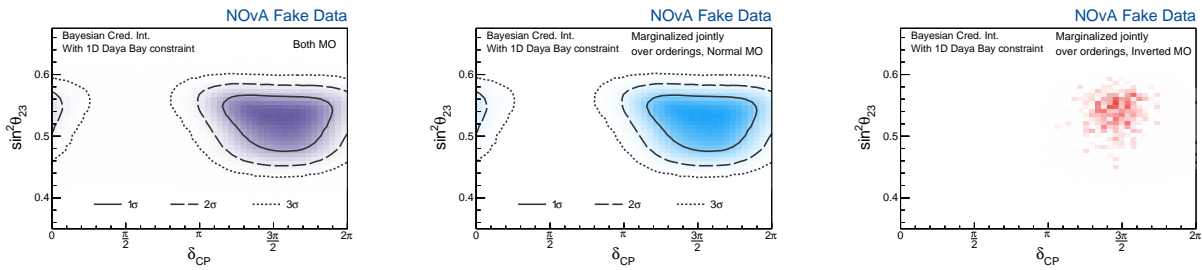 NOvA Fake Data
Bayesian Cred. Int.
With 1D Daya Bay constraint
Both MO
sin²θ₂₃
0.6
0.5
0.4
1σ 2σ 3σ
0 π/2 π 3π/2 2π
δCP
NOvA Fake Data
Bayesian Cred. Int.
With 1D Daya Bay constraint
Marginalized jointly
over orderings, Normal MO
sin²θ₂₃
0.6
0.5
0.4
1σ 2σ 3σ
0 π/2 π 3π/2 2π
δCP
NOvA Fake Data
Bayesian Cred. Int.
With 1D Daya Bay constraint
Marginalized jointly
over orderings, Inverted MO
sin²θ₂₃
0.6
0.5
0.4
0 π/2 π 3π/2 2π
δCP